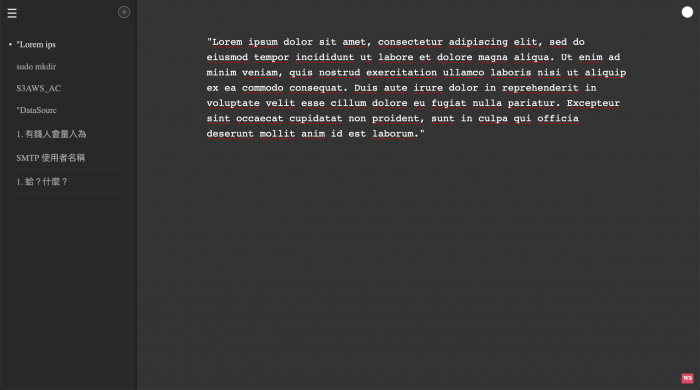 "Lorem ips
sudo mkdir
S3AWS_AC
"DataSourc
1. 有錢人會量入為
SMTP 使用者名稱
1. 蛤？什麼？
"Lorem ipsum dolor sit amet, consectetur adipiscing elit, sed do
eiusmod tempor incididunt ut labore et dolore magna aliqua. Ut enim ad
minim veniam, quis nostrud exercitation ullamco laboris nisi ut aliquip
ex ea commodo consequat. Duis aute irure dolor in reprehenderit in
voluptate velit esse cillum dolore eu fugiat nulla pariatur. Excepteur
sint occaecat cupidatat non proident, sunt in culpa qui officia
deserunt mollit anim id est laborum."
WS